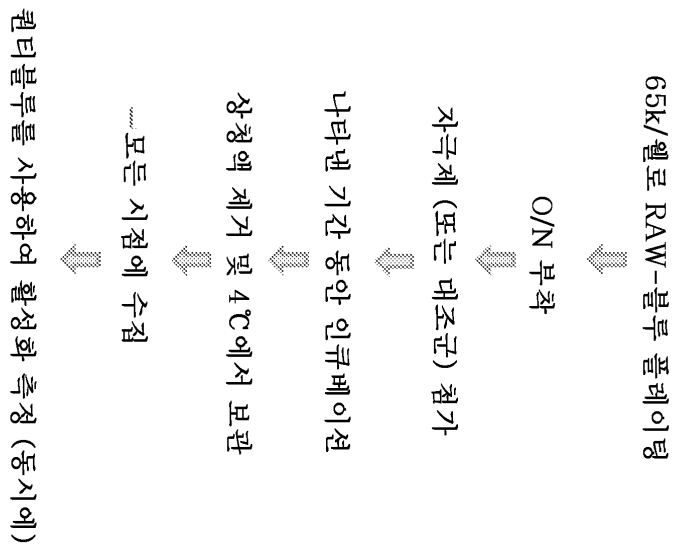 65k/웰로 RAW-블루 플레이팅
O/N 부착
자극제 (또는 대조군) 첨가
나타낸 기간 동안 인큐베이션
상청액 제거 및 4℃에서 보관
모든 시점에 수집
퀀티블루를 사용하여 활성화 측정 (동시에)